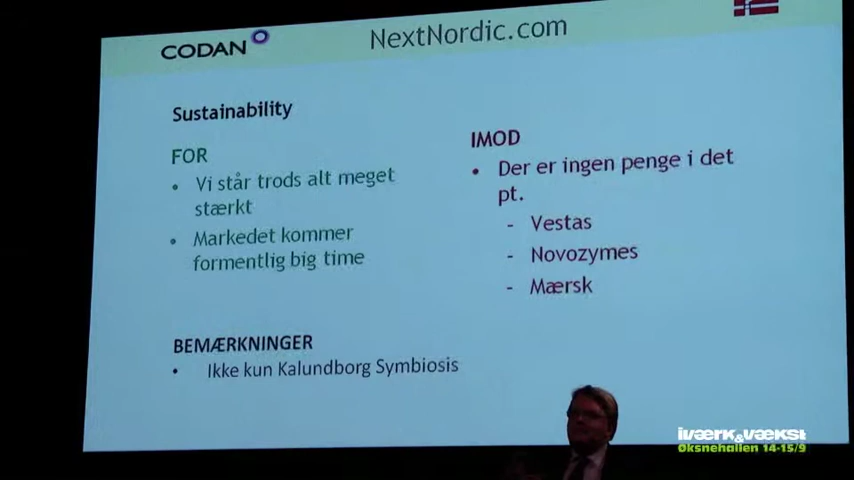 CODAN
NextNordic.com
Sustainability
FOR
• Vi står trods alt meget
stærkt
• Markedet kommer
formentlig big time
IMOD
• Der er ingen penge i det
pt.
- Vestas
- Novozymes
- Mærsk
BEMÆRKNINGER
• Ikke kun Kalundborg Symbiosis
iværk&vækst
Øksnehallen 14-15/9